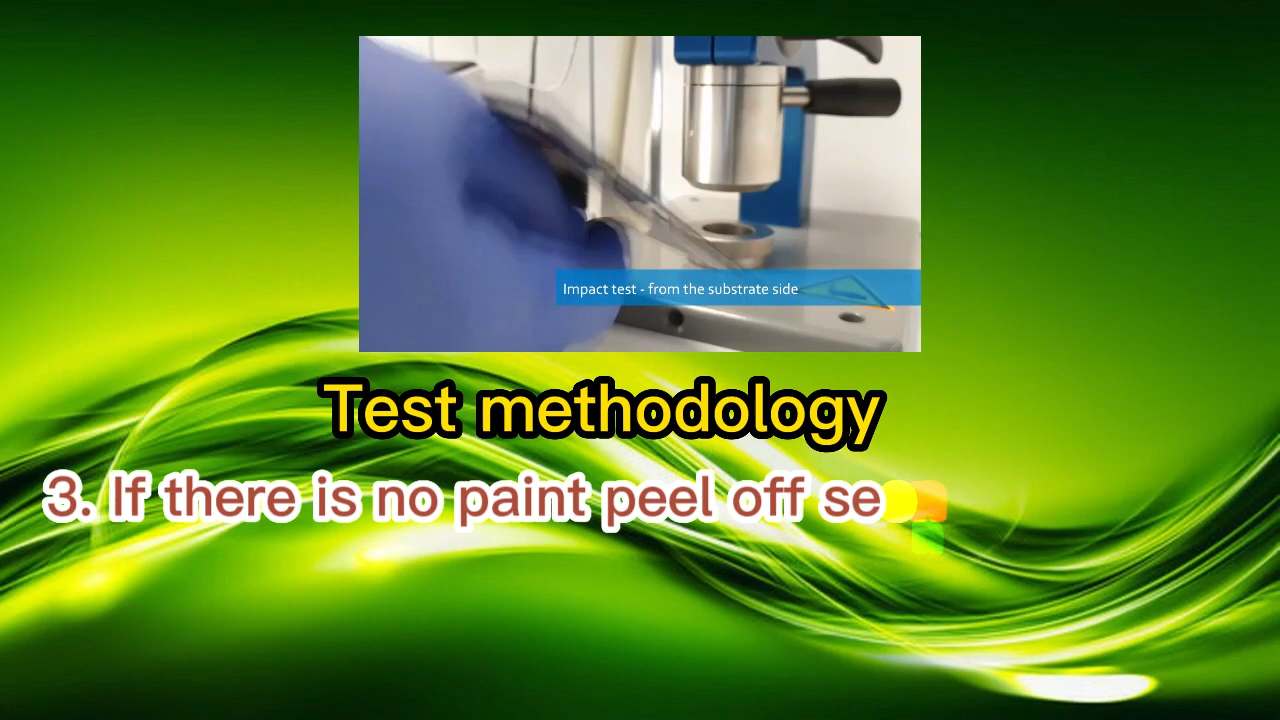 Impact test - from the substrate side
Test methodology
3. If there is no paint peel off se